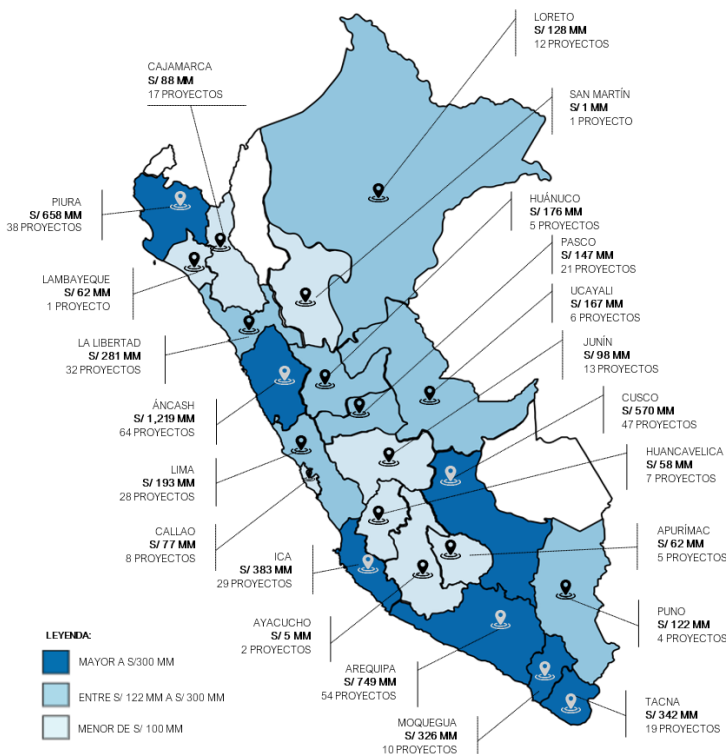 LORETO
S/ 128 MM
12 PROYECTOS
CAJAMARCA
S/ 88 MM
17 PROYECTOS
SAN MARTÍN
S/ 1 MM
1 PROYECTO
HUÁNUCO
S/ 176 MM
5 PROYECTOS
PIURA
S/ 658 MM
38 PROYECTOS
PASCO
S/ 147 MM
21 PROYECTOS
LAMBAYEQUE
S/ 62 MM
1 PROYECTO
UCAYALI
S/ 167 MM
6 PROYECTOS
LA LIBERTAD
S/ 281 MM
32 PROYECTOS
JUNÍN
S/ 98 MM
13 PROYECTOS
ÁNCASH
S/ 1,219 MM
64 PROYECTOS
CUSCO
S/ 570 MM
47 PROYECTOS
LIMA
S/ 193 MM
28 PROYECTOS
HUANCAVELICA
S/ 58 MM
7 PROYECTOS
CALLAO
S/ 77 MM
8 PROYECTOS
ICA
S/ 383 MM
29 PROYECTOS
APURÍMAC
S/ 62 MM
5 PROYECTOS
AYACUCHO
S/ 5 MM
2 PROYECTOS
PUNO
S/ 122 MM
4 PROYECTOS
AREQUIPA
S/ 749 MM
54 PROYECTOS
TACNA
S/ 342 MM
19 PROYECTOS
MOQUEGUA
S/ 326 MM
10 PROYECTOS
LEYENDA:
MAYOR A S/300 MM
ENTRE S/ 122 MM A S/ 300 MM
MENOR DE S/ 100 MM